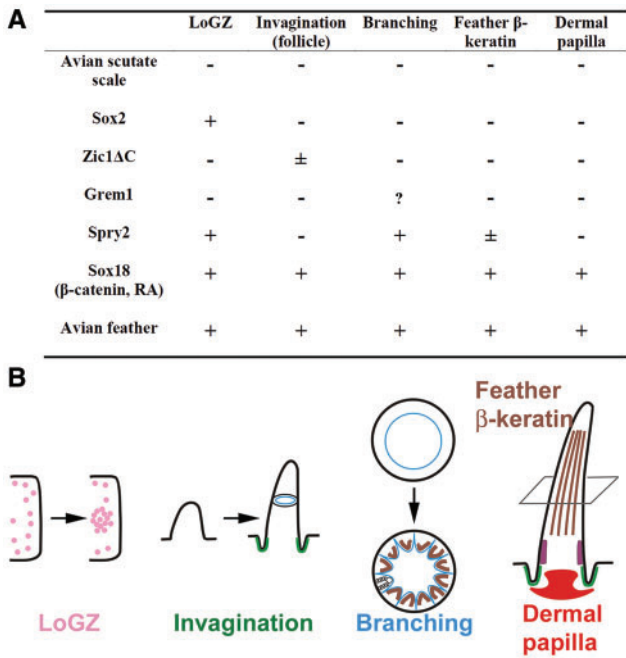 A
LoGZ Invagination (follicle) Branching Feather β-keratin Dermal papilla
Avian scutate scale - - - - -
Sox2 + - - - -
Zic1ΔC - ± - - -
Grem1 - - ? - -
Spry2 + - + ± -
Sox18 (β-catenin, RA) + + + + +
Avian feather + + + + +
B
Feather
β-keratin
LoGZ Invagination Branching Dermal
papilla